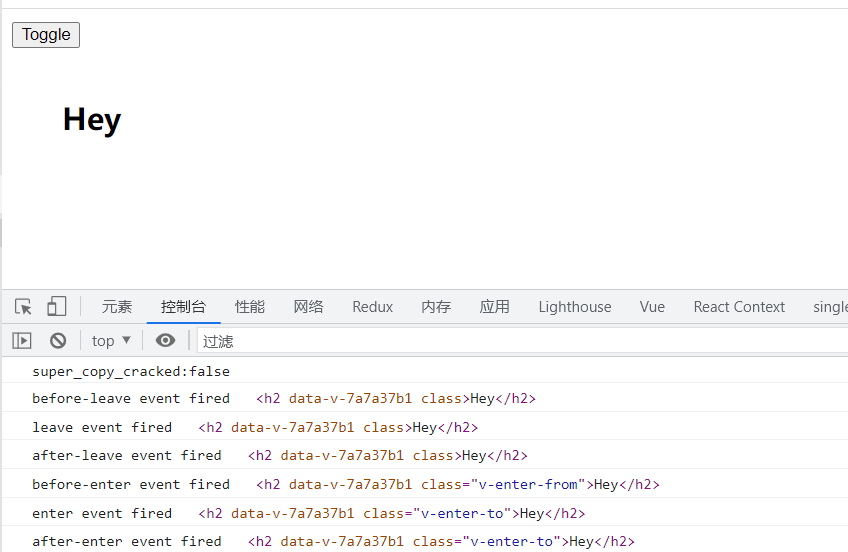 Toggle
Hey
元素 控制台 性能 网络 Redux 内存 应用 Lighthouse Vue React Context single
top ▼ 过滤
super_copy_cracked:false
before-leave event fired <h2 data-v-7a7a37b1 class>Hey</h2>
leave event fired <h2 data-v-7a7a37b1 class>Hey</h2>
after-leave event fired <h2 data-v-7a7a37b1 class>Hey</h2>
before-enter event fired <h2 data-v-7a7a37b1 class="v-enter-from">Hey</h2>
enter event fired <h2 data-v-7a7a37b1 class="v-enter-to">Hey</h2>
after-enter event fired <h2 data-v-7a7a37b1 class="v-enter-to">Hey</h2>